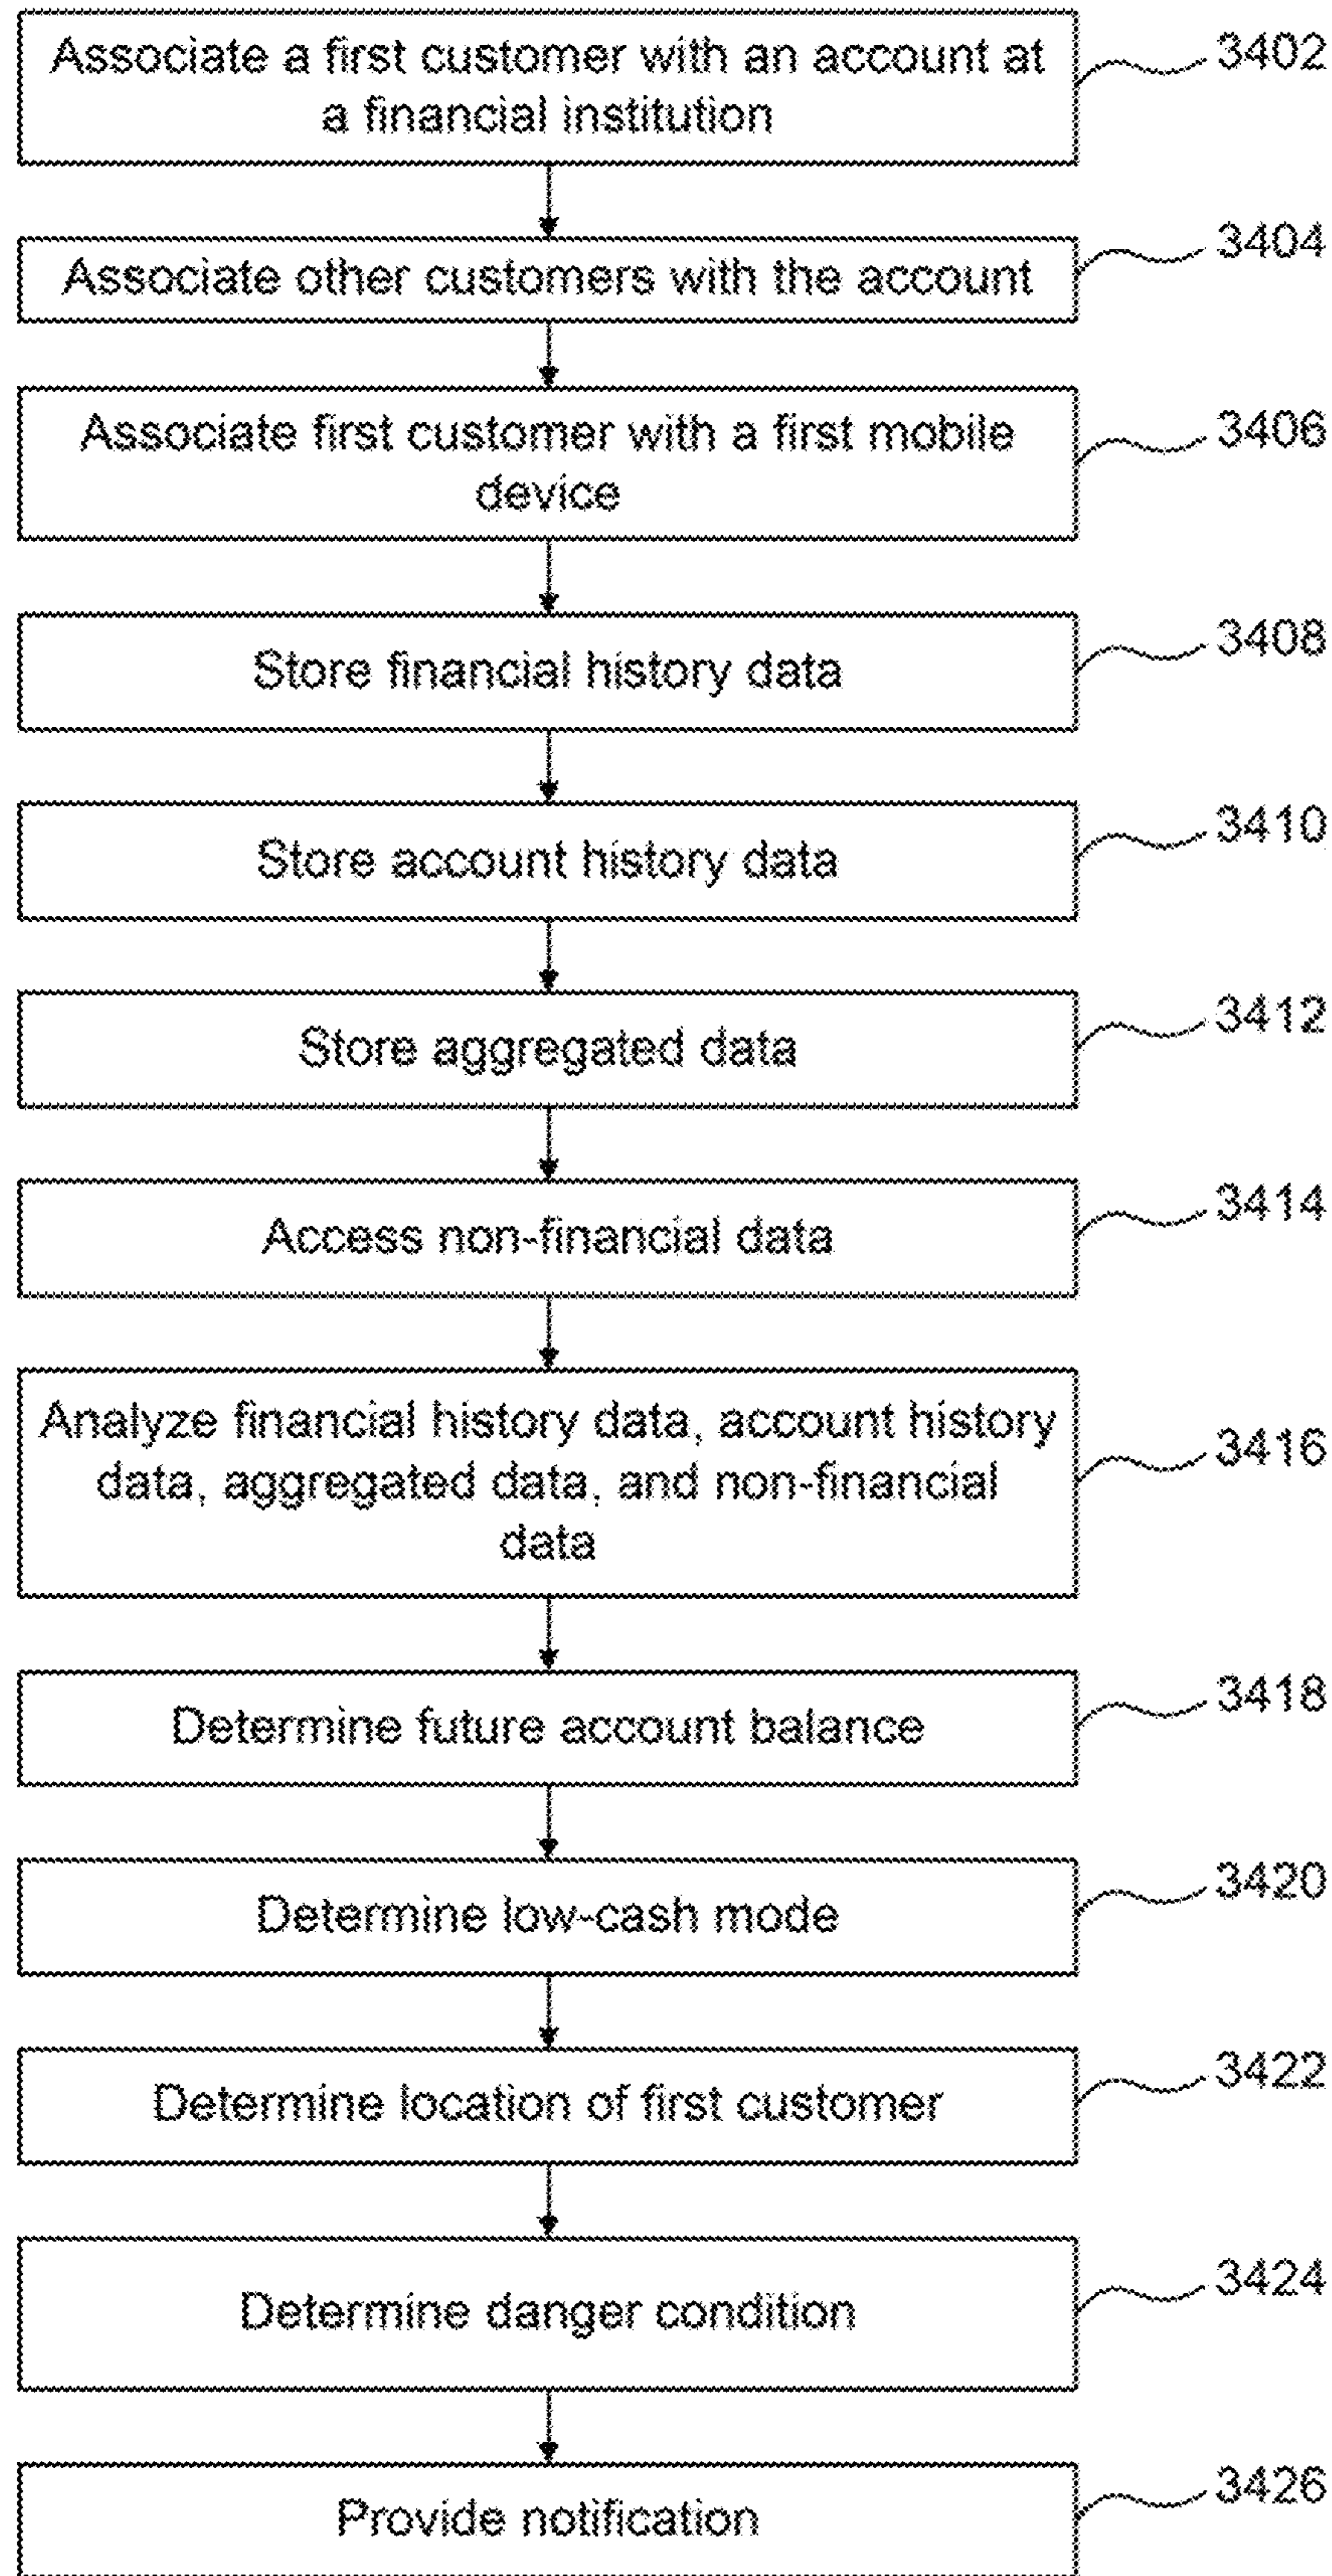 Associate a first customer with an account at
a financial institution
3402
Associate other customers with the account
3404
Associate first customer with a first mobile
device
3406
Store financial history data
3408
Store account history data
3410
Store aggregated data
3412
Access non-financial data
3414
Analyze financial history data, account history
data, aggregated data, and non-financial
data
3416
Determine future account balance
3418
Determine low-cash mode
3420
Determine location of first customer
3422
Determine danger condition
3424
Provide notification
3426